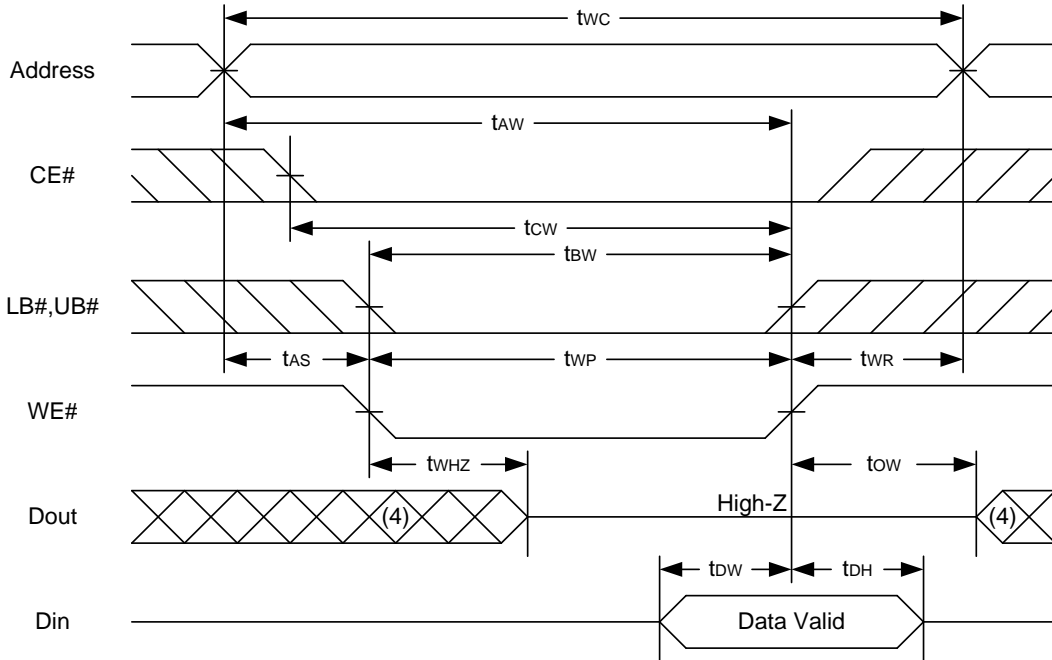 tWC
Address
tAW
CE#
tCW
tBW
LB#,UB#
tAS
tWP
tWR
WE#
tWHZ
tOW
Dout
(4)
High-Z
(4)
tDW
tDH
Din
Data Valid